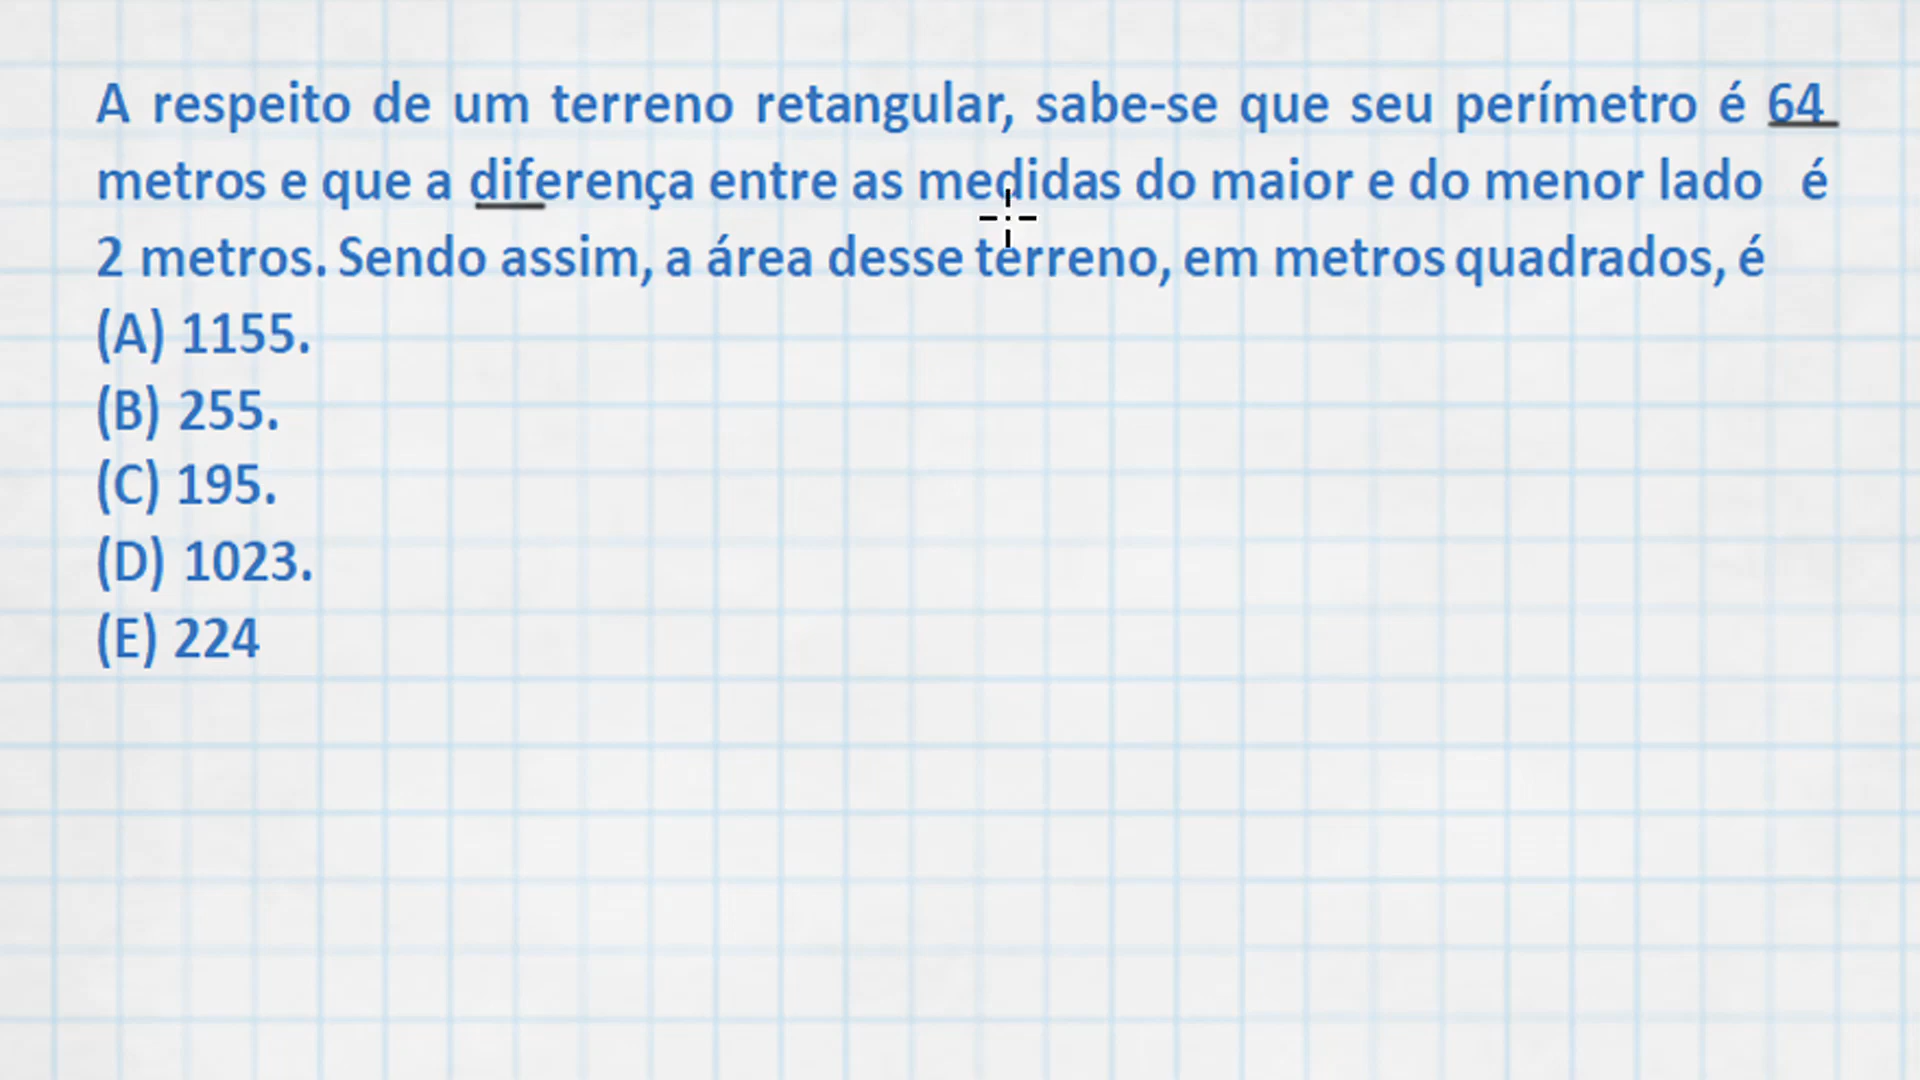 A respeito de um terreno retangular, sabe-se que seu perímetro é 64
metros e que a diferença entre as medidas do maior e do menor lado é
2 metros. Sendo assim, a área desse terreno, em metros quadrados, é
(A) 1155.
(B) 255.
(C) 195.
(D) 1023.
(E) 224